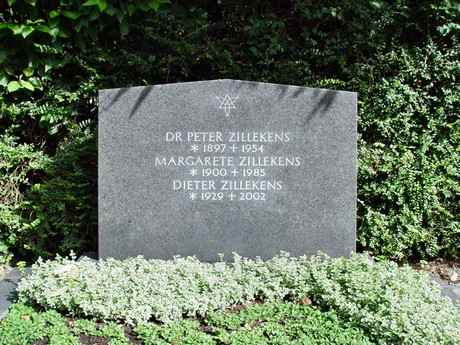 DR PETER ZILLEKENS
* 1897 + 1954
MARGARETE ZILLEKENS
* 1900 + 1985
DIETER ZILLEKENS
* 1929 + 2002